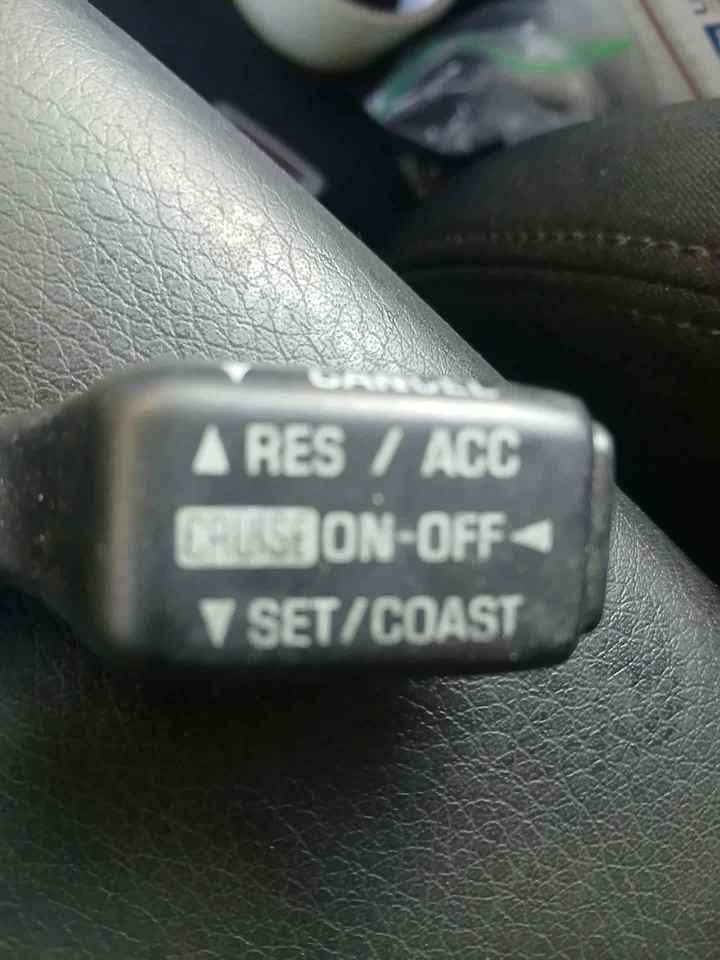 ▼ CANCEL
▲ RES / ACC
CRUISE ON-OFF ◄
▼ SET/COAST